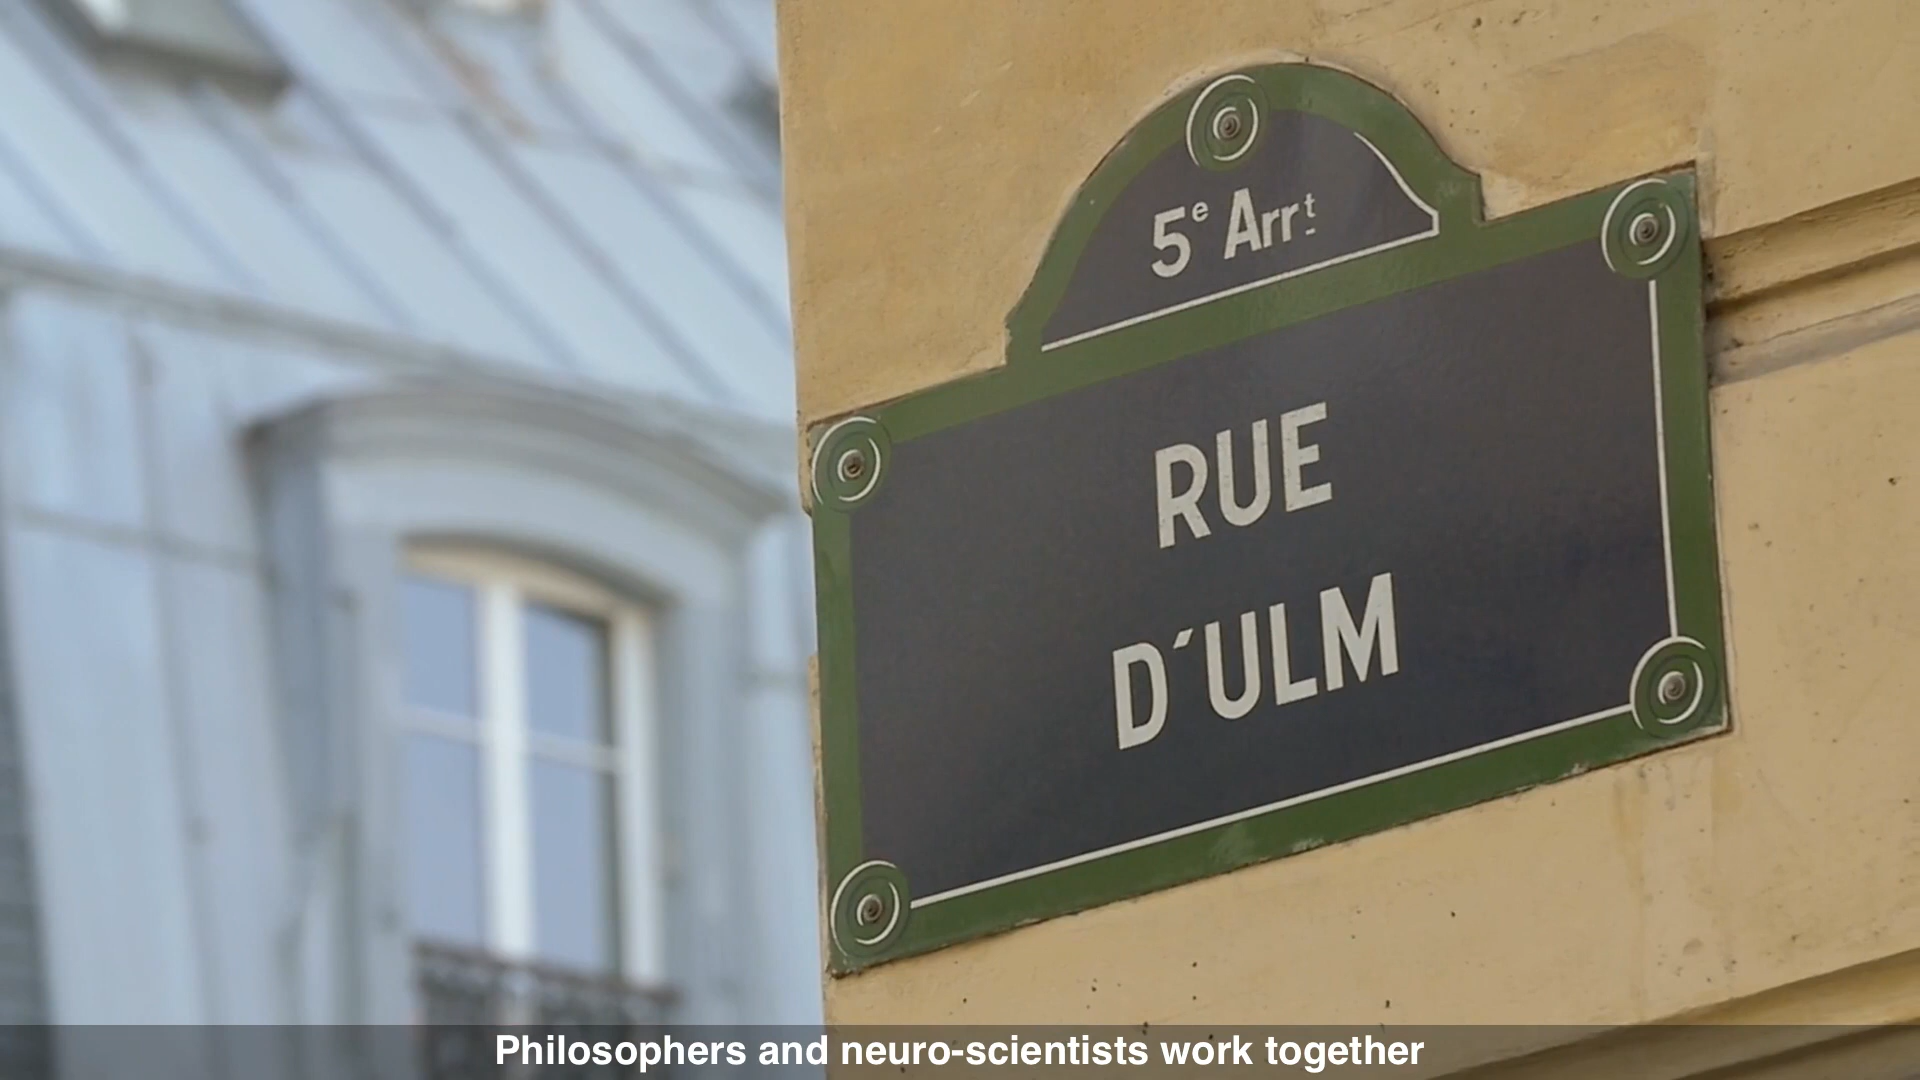 5e Arrt
RUE
D´ULM
Philosophers and neuro-scientists work together